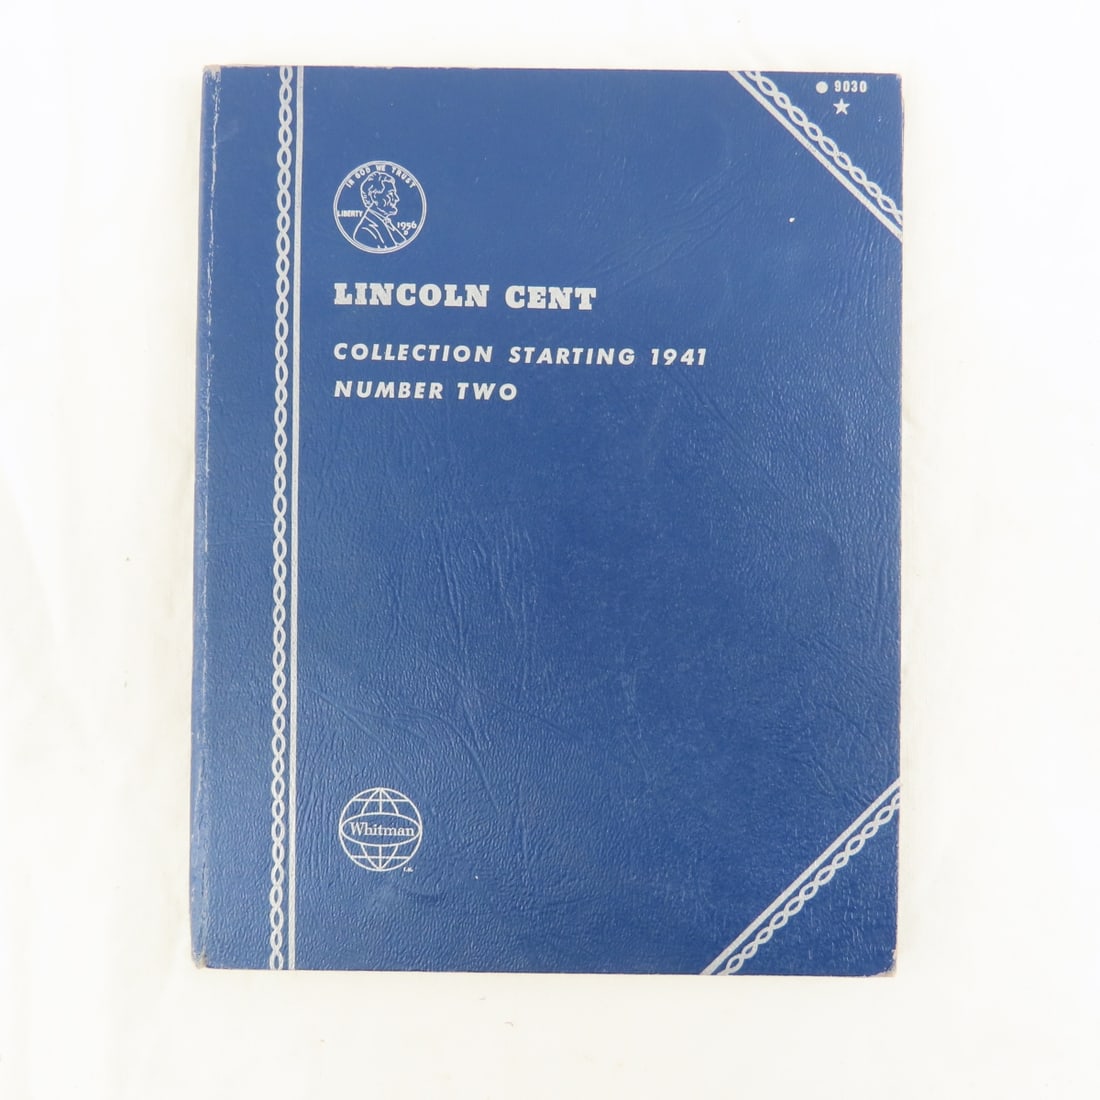 9030
IN GOD WE TRUST
LIBERTY
1956
D
LINCOLN CENT
COLLECTION STARTING 1941
NUMBER TWO
Whitman